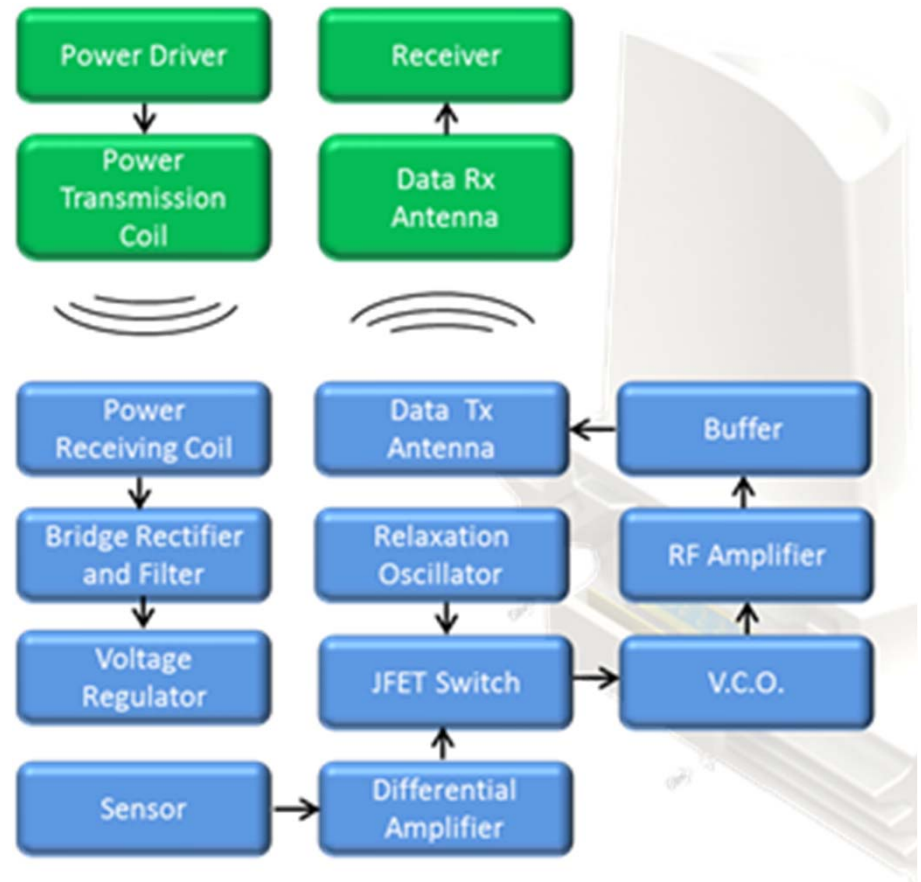 Power Driver
Receiver
Power
Transmission
Coil
Data Rx
Antenna
Power
Receiving Coil
Data Tx
Antenna
Buffer
Bridge Rectifier
and Filter
Relaxation
Oscillator
RF Amplifier
Voltage
Regulator
JFET Switch
V.C.O.
Sensor
Differential
Amplifier